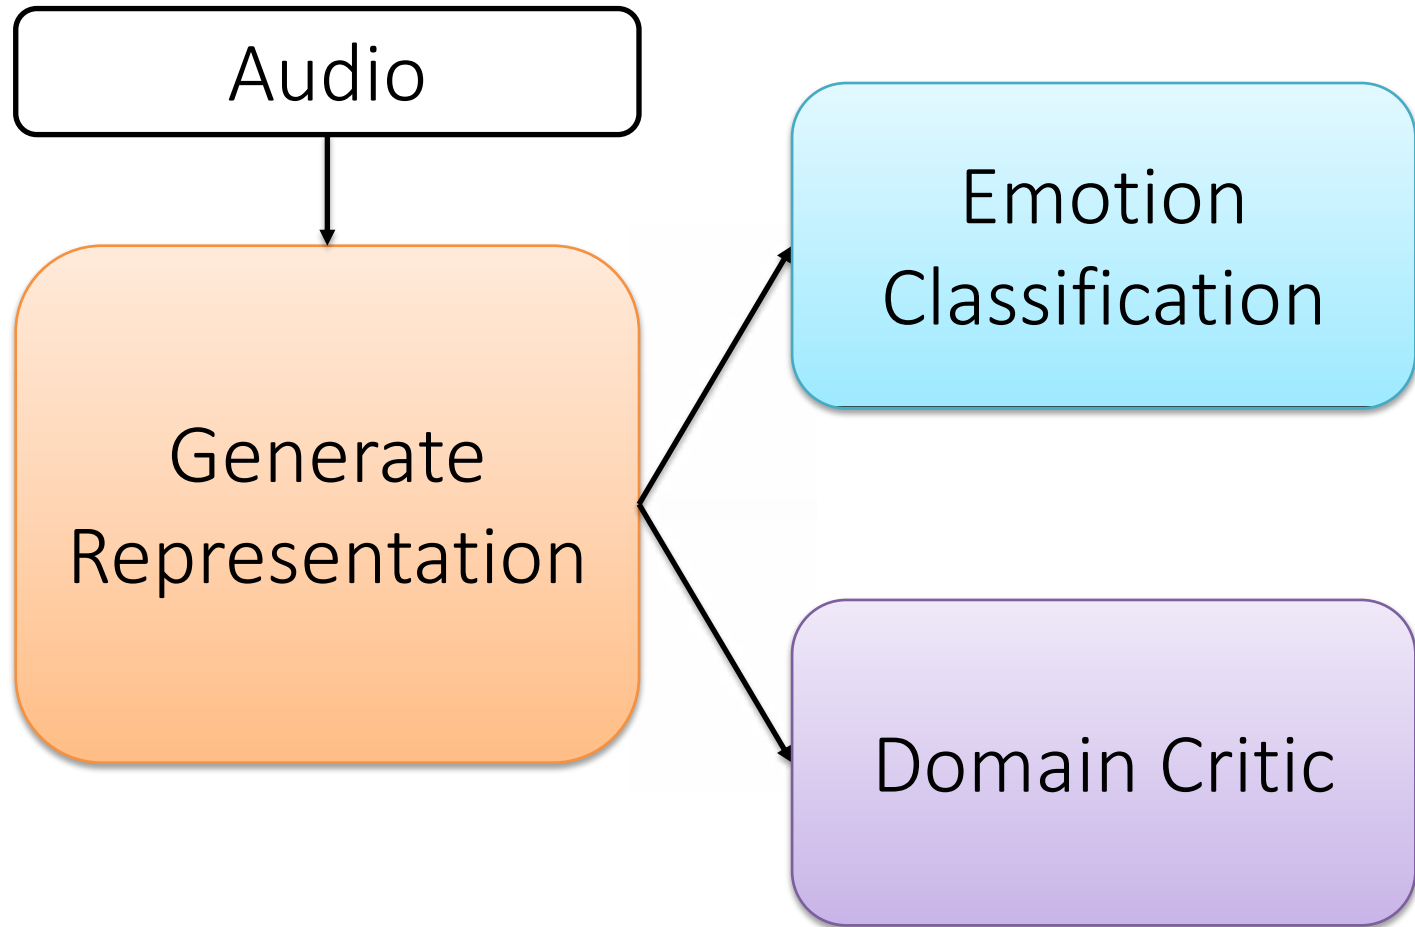 Audio
Generate
Representation
Emotion
Classification
Domain Critic